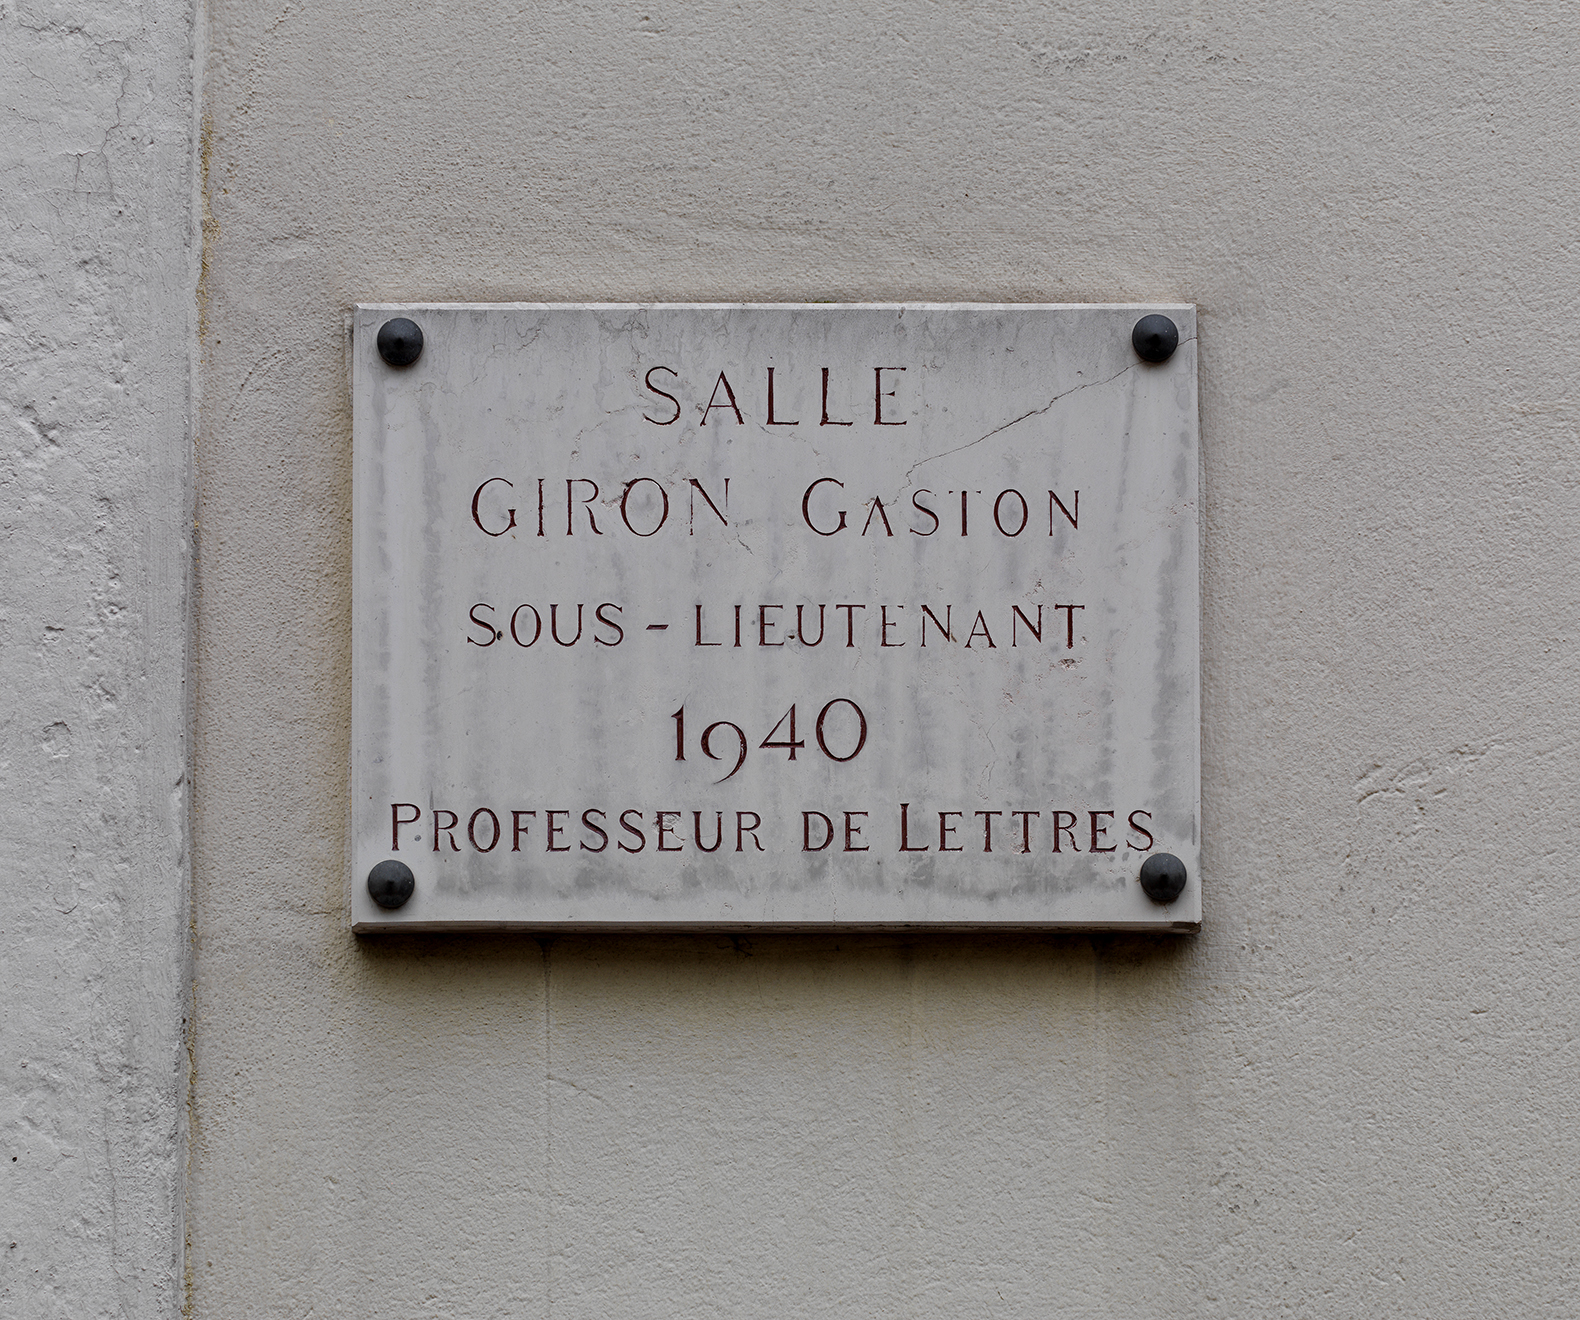 SALLE
GIRON GASTON
SOUS-LIEUTENANT
1940
PROFESSEUR DE LETTRES